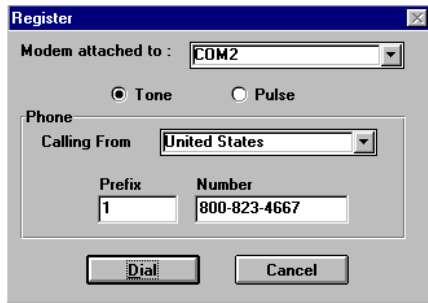 Register
Modem attached to : COM2
Tone Pulse
Phone
Calling From United States
Prefix Number
1 800-823-4667
Dial Cancel